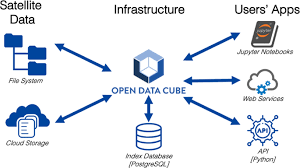 Satellite
Data
Infrastructure
Users' Apps
File System
Jupyter Notebooks
OPEN DATA CUBE
Web Services
Cloud Storage
Index Database
[PostgreSQL]
API
API
[Python]